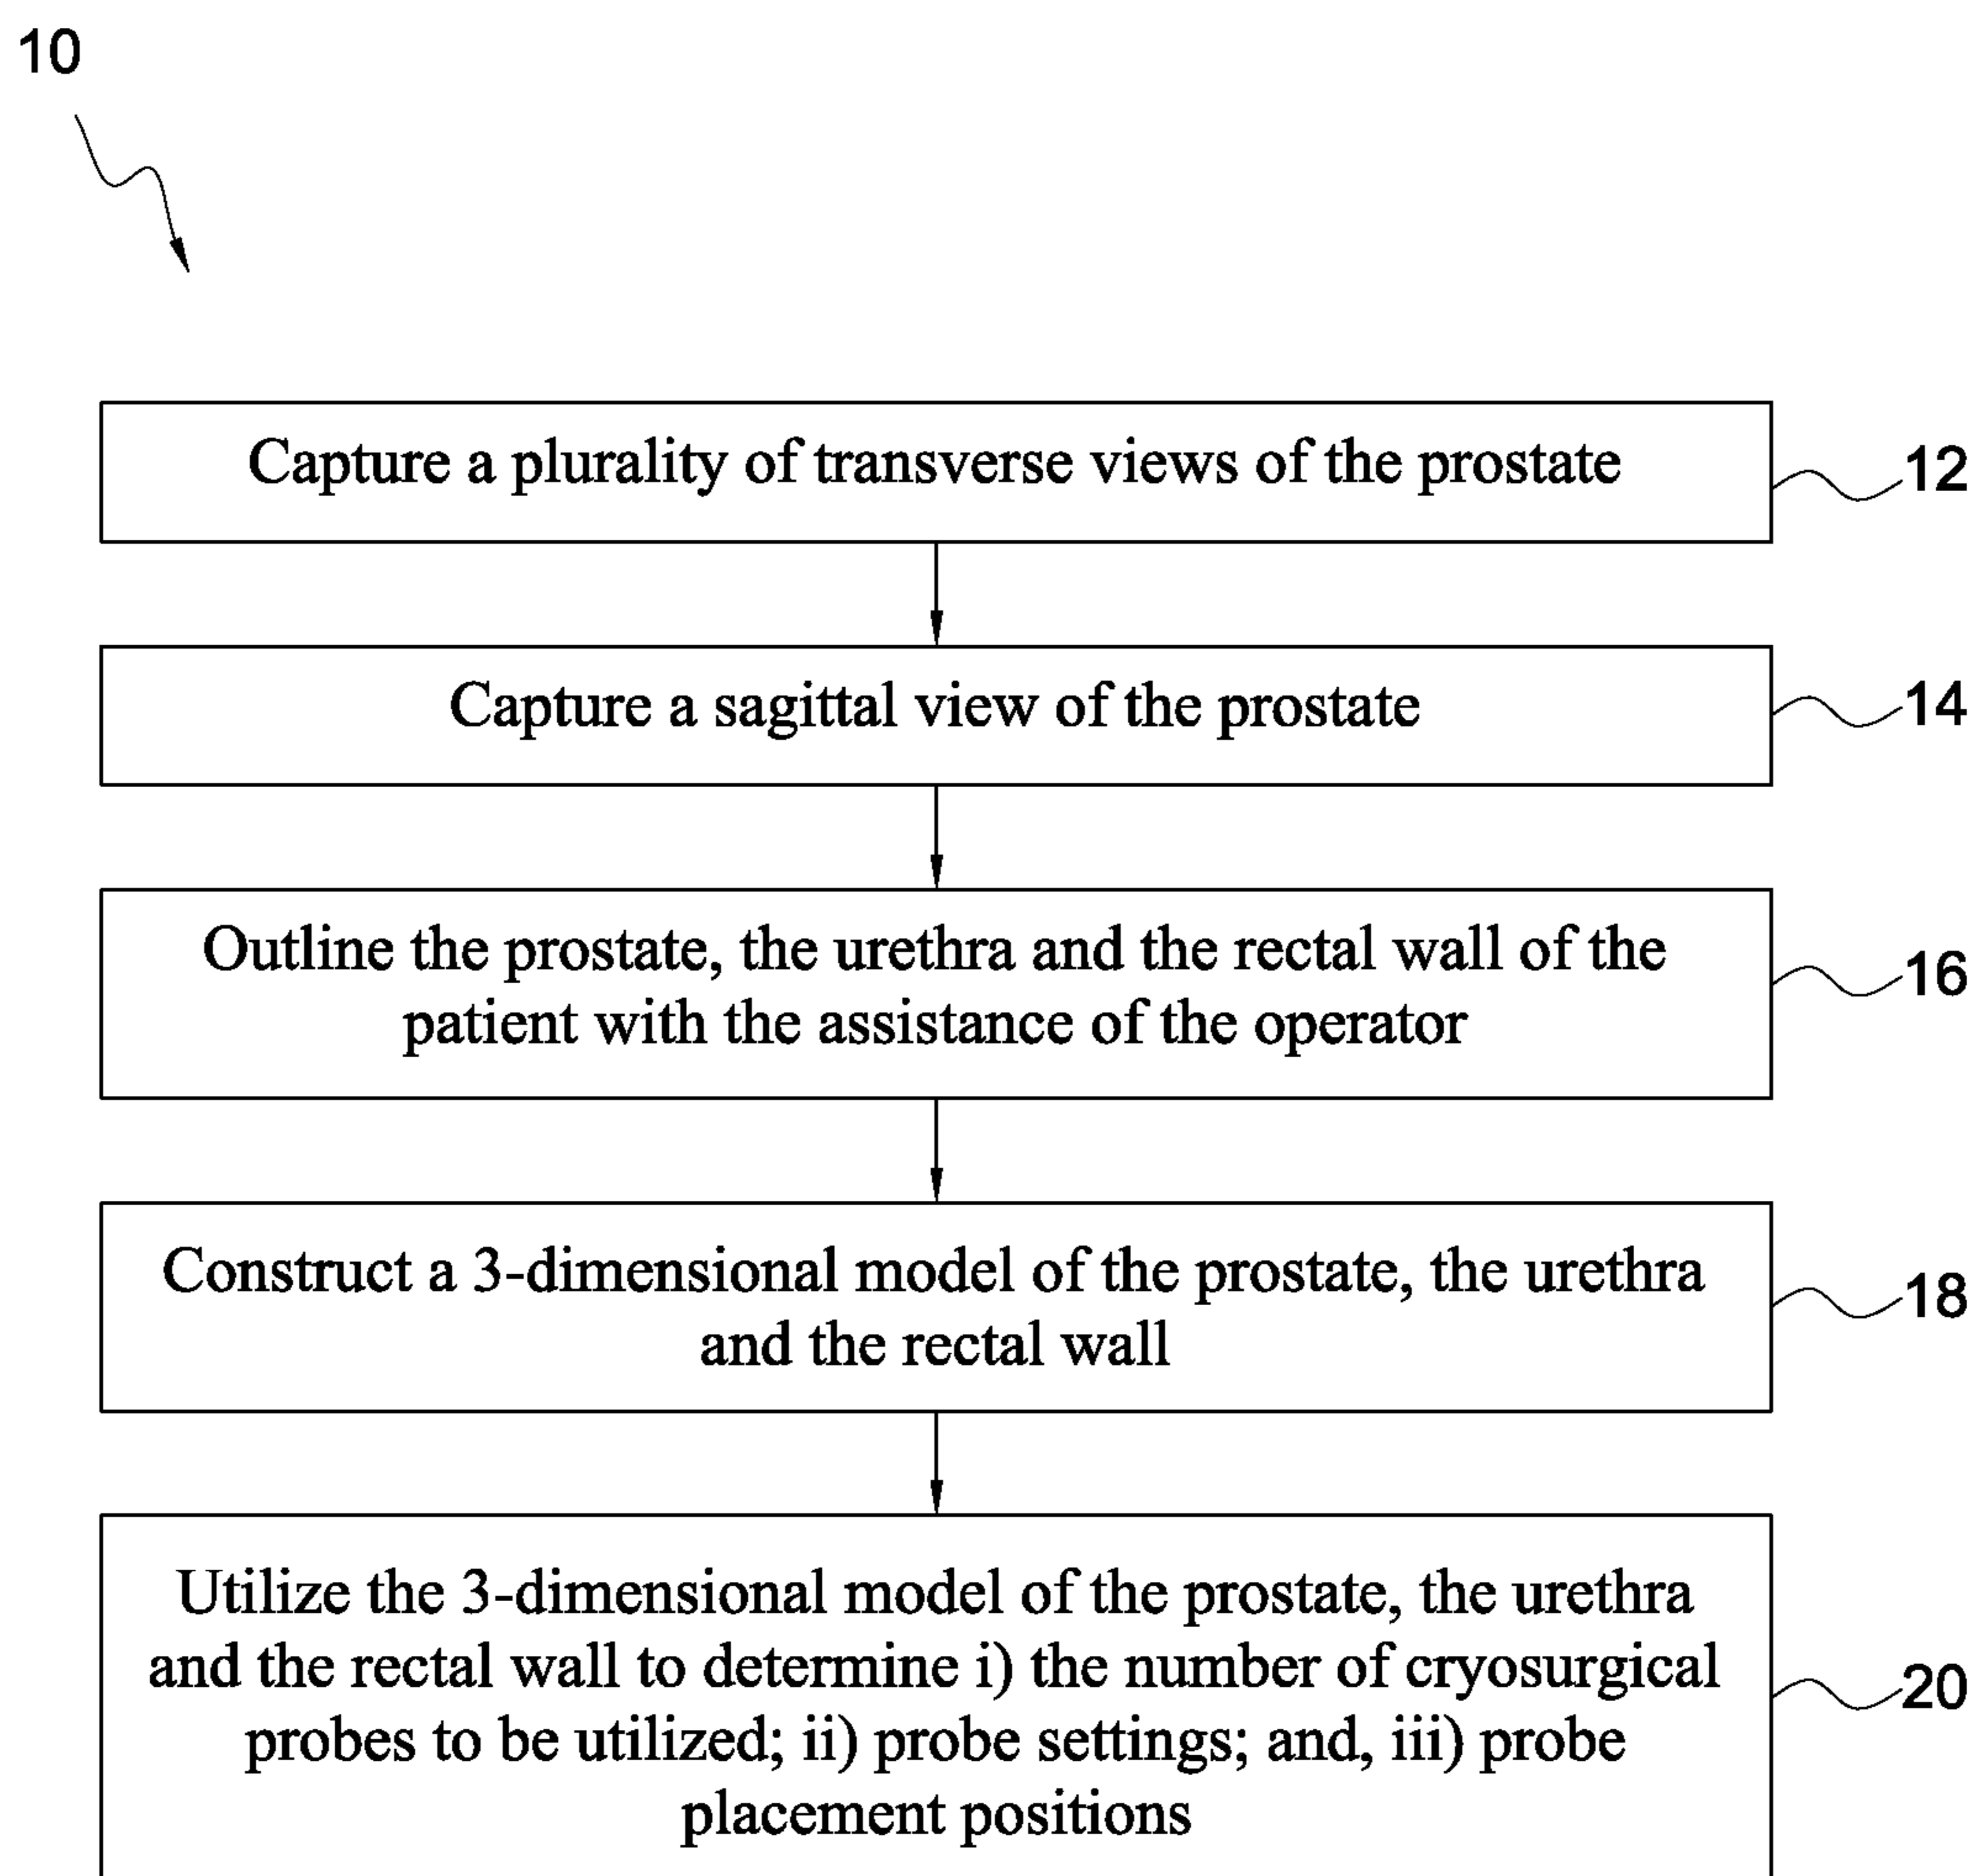 10
Capture a plurality of transverse views of the prostate
12
Capture a sagittal view of the prostate
14
Outline the prostate, the urethra and the rectal wall of the
patient with the assistance of the operator
16
Construct a 3-dimensional model of the prostate, the urethra
and the rectal wall
18
Utilize the 3-dimensional model of the prostate, the urethra
and the rectal wall to determine i) the number of cryosurgical
probes to be utilized; ii) probe settings; and, iii) probe
placement positions
20